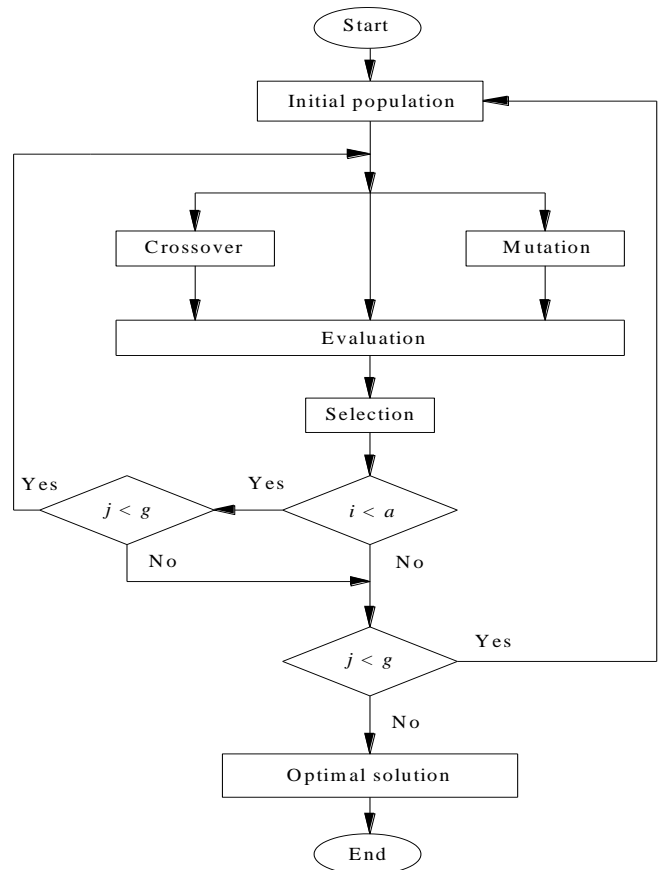 Start
Initial population
Crossover
Mutation
Evaluation
Selection
Yes
Yes
j < g
i < a
No
No
j < g
Yes
No
Optimal solution
End